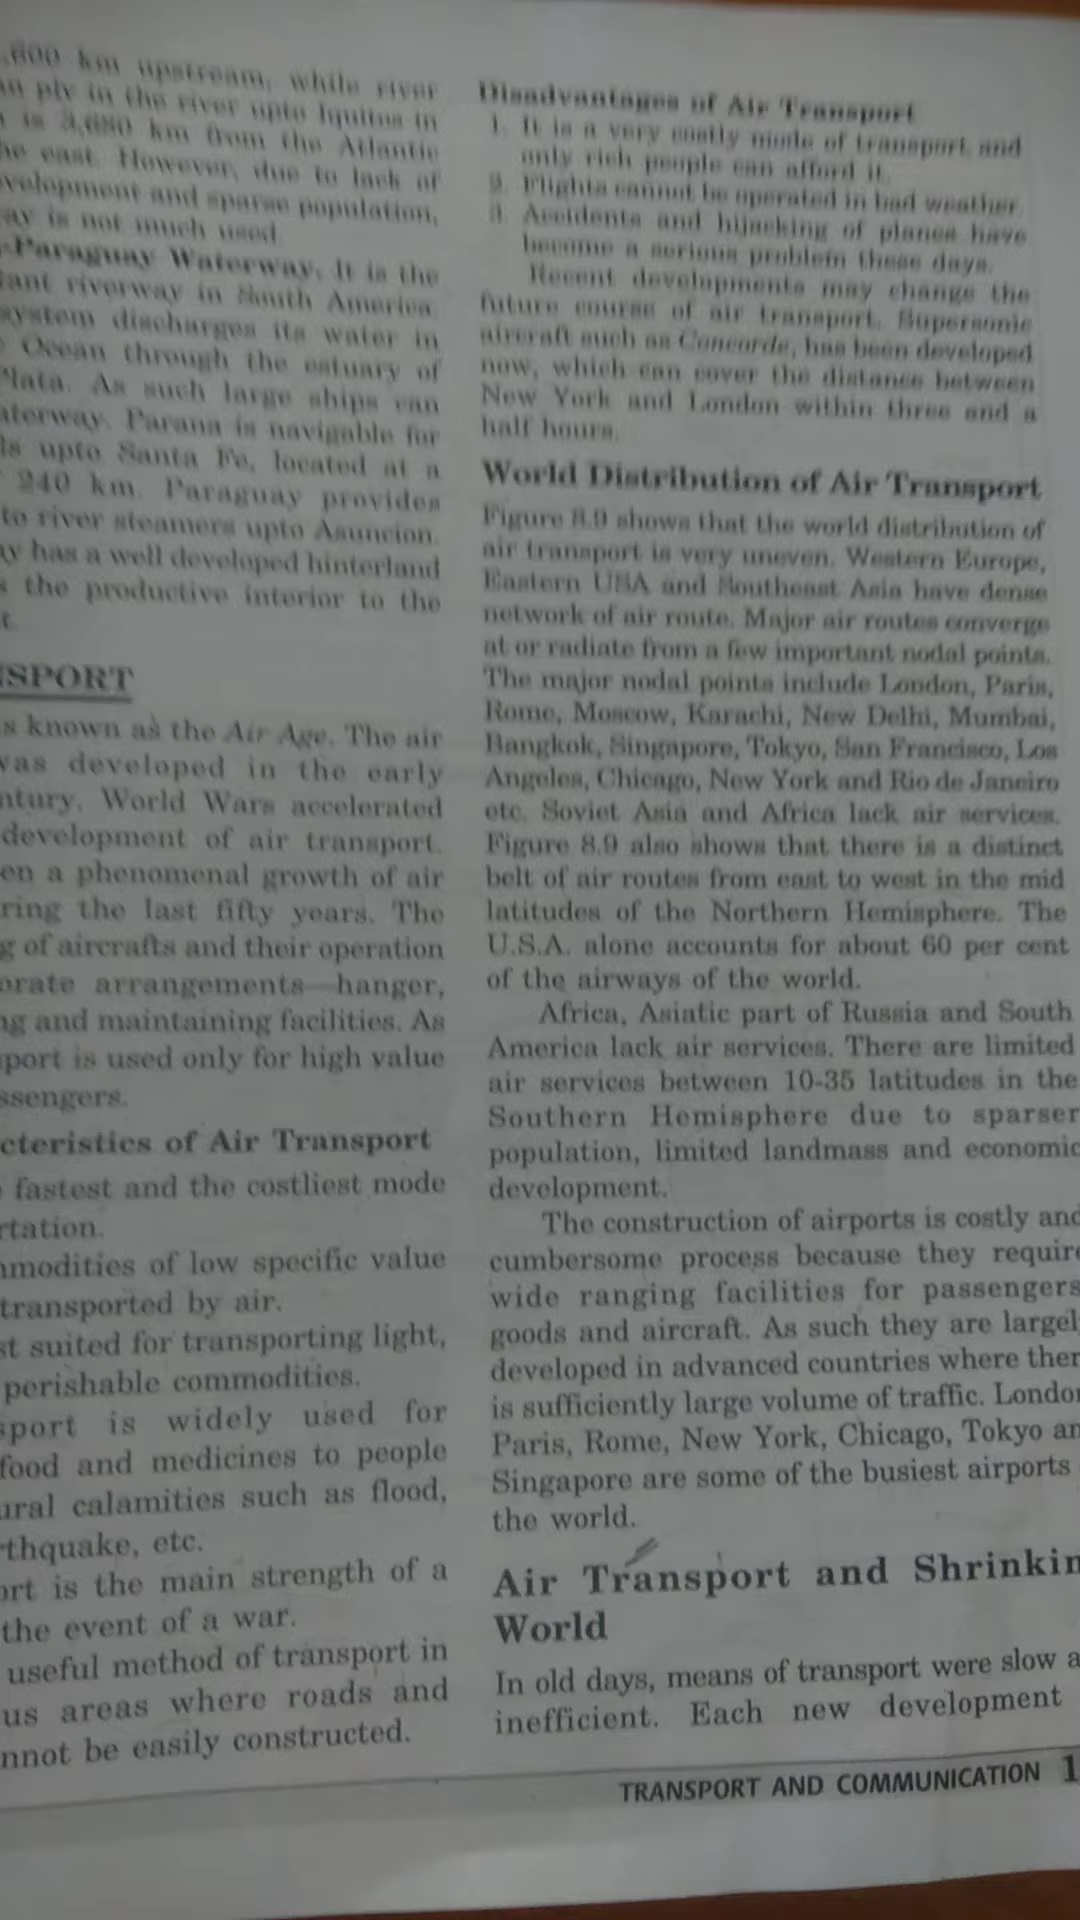 ,600 km upstream, while river
an ply in the river upto Iquitos in
is 3,680 km from the Atlantic
he east. However, due to lack of
velopment and sparse population,
ay is not much used.
-Paraguay Waterway. It is the
tant riverway in South America.
system discharges its water in
Ocean through the estuary of
Plata. As such large ships can
aterway. Parana is navigable for
ls upto Santa Fe, located at a
240 km. Paraguay provides
to river steamers upto Asuncion.
ay has a well developed hinterland
s the productive interior to the
t.
NSPORT
s known as the Air Age. The air
was developed in the early
ntury. World Wars accelerated
development of air transport.
en a phenomenal growth of air
ring the last fifty years. The
g of aircrafts and their operation
orate arrangements—hanger,
ng and maintaining facilities. As
sport is used only for high value
ssengers.
cteristics of Air Transport
fastest and the costliest mode
rtation.
mmodities of low specific value
transported by air.
st suited for transporting light,
perishable commodities.
sport is widely used for
food and medicines to people
ural calamities such as flood,
rthquake, etc.
ort is the main strength of a
the event of a war.
useful method of transport in
us areas where roads and
nnot be easily constructed.
Disadvantages of Air Transport
1. It is a very costly mode of transport and
only rich people can afford it.
2. Flights cannot be operated in bad weather.
3. Accidents and hijacking of planes have
become a serious problem these days.
Recent developments may change the
future course of air transport. Supersonic
aircraft such as Concorde, has been developed
now, which can cover the distance between
New York and London within three and a
half hours.
World Distribution of Air Transport
Figure 8.9 shows that the world distribution of
air transport is very uneven. Western Europe,
Eastern USA and Southeast Asia have dense
network of air route. Major air routes converge
at or radiate from a few important nodal points.
The major nodal points include London, Paris,
Rome, Moscow, Karachi, New Delhi, Mumbai,
Bangkok, Singapore, Tokyo, San Francisco, Los
Angeles, Chicago, New York and Rio de Janeiro
etc. Soviet Asia and Africa lack air services.
Figure 8.9 also shows that there is a distinct
belt of air routes from east to west in the mid
latitudes of the Northern Hemisphere. The
U.S.A. alone accounts for about 60 per cent
of the airways of the world.
Africa, Asiatic part of Russia and South
America lack air services. There are limited
air services between 10-35 latitudes in the
Southern Hemisphere due to sparser
population, limited landmass and economic
development.
The construction of airports is costly and
cumbersome process because they require
wide ranging facilities for passengers
goods and aircraft. As such they are largel
developed in advanced countries where ther
is sufficiently large volume of traffic. London
Paris, Rome, New York, Chicago, Tokyo an
Singapore are some of the busiest airports
the world.
Air Transport and Shrinkin
World
In old days, means of transport were slow a
inefficient. Each new development
TRANSPORT AND COMMUNICATION 1